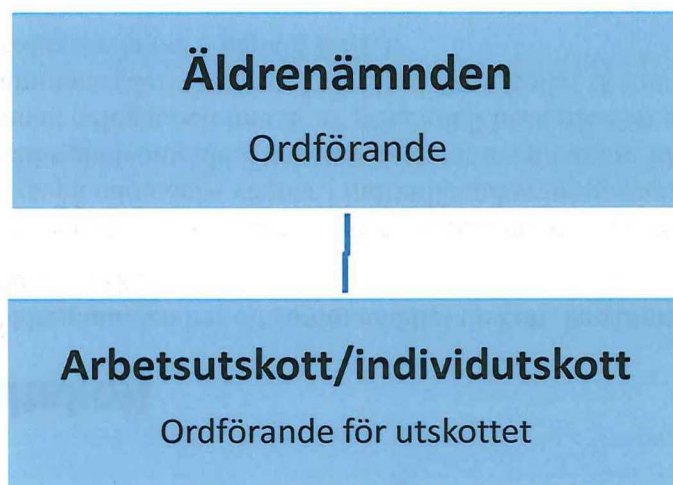 Äldrenämnden
Ordförande
Arbetsutskott/individutskott
Ordförande för utskottet